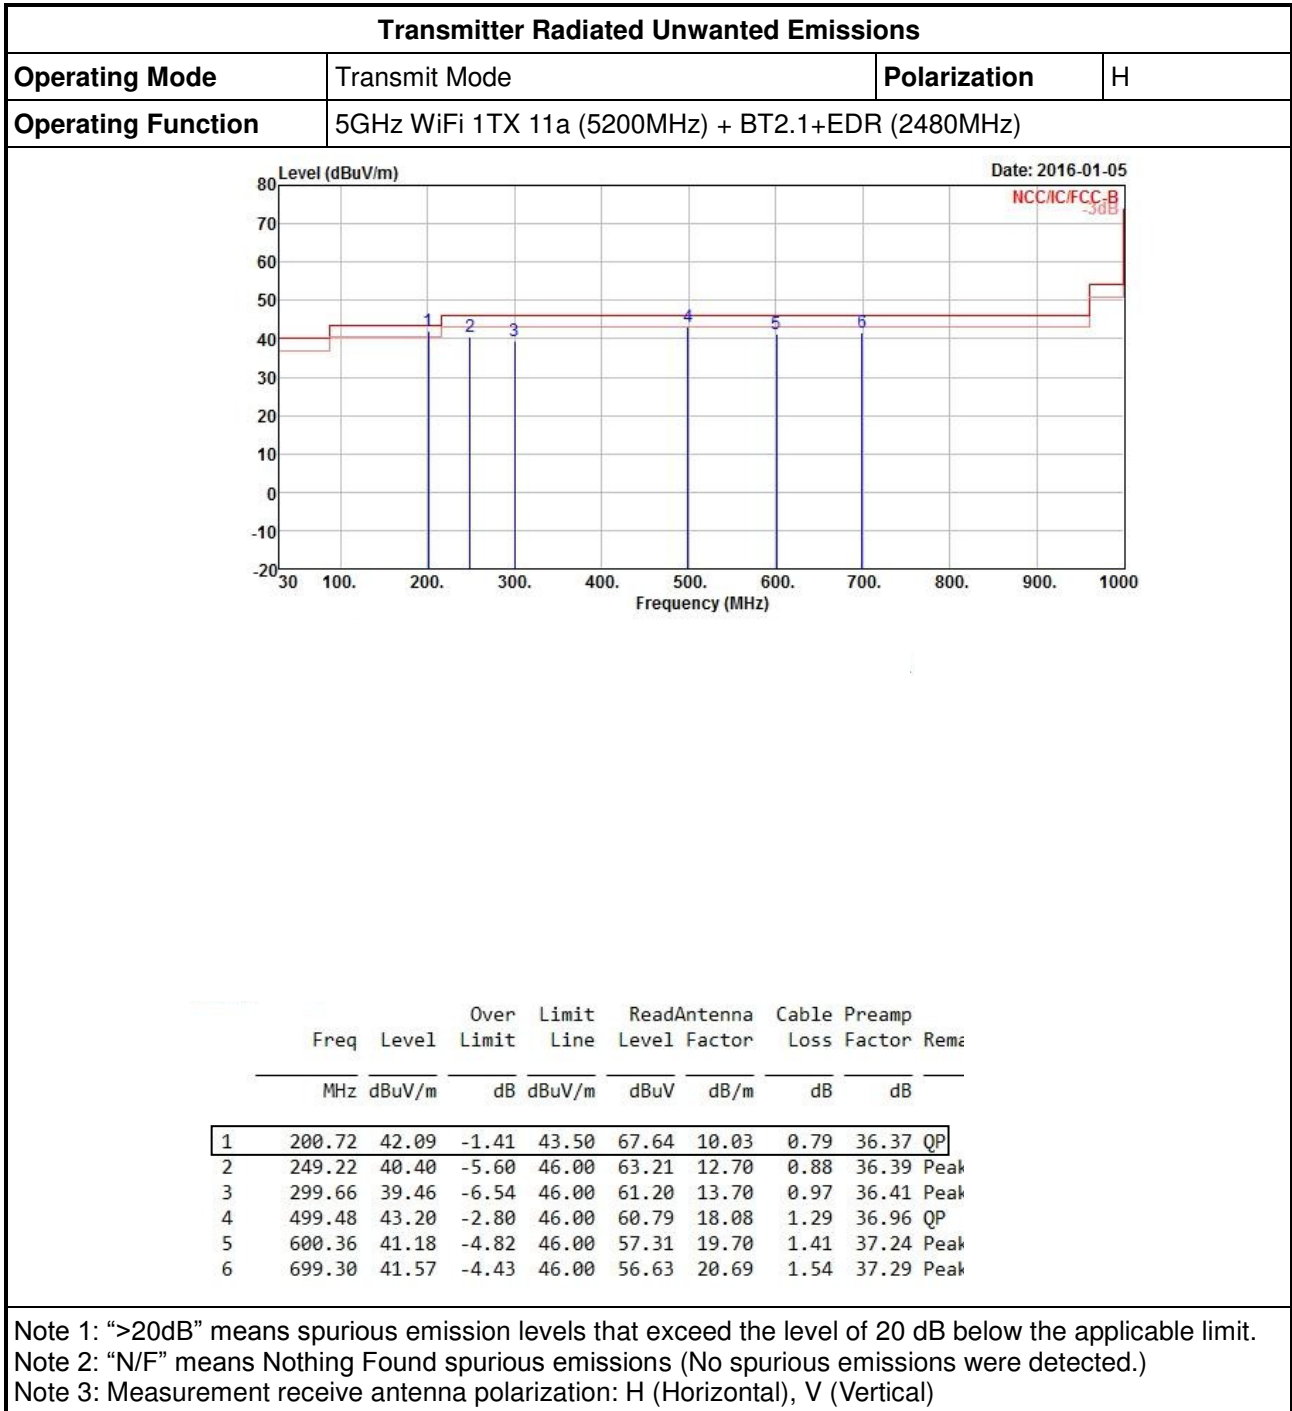 Transmitter Radiated Unwanted Emissions
Operating Mode Transmit Mode Polarization H
Operating Function 5GHz WiFi 1TX 11a (5200MHz) + BT2.1+EDR (2480MHz)
Level (dBuV/m) Date: 2016-01-05
NCC/IC/FCC-B
-3dB
80
70
60
50
40
30
20
10
0
-10
-20
1 2 3 4 5 6
30 100. 200. 300. 400. 500. 600. 700. 800. 900. 1000
Frequency (MHz)
Over Limit ReadAntenna Cable Preamp
Freq Level Limit Line Level Factor Loss Factor Rema
MHz dBuV/m dB dBuV/m dBuV dB/m dB dB
1 200.72 42.09 -1.41 43.50 67.64 10.03 0.79 36.37 QP
2 249.22 40.40 -5.60 46.00 63.21 12.70 0.88 36.39 Peak
3 299.66 39.46 -6.54 46.00 61.20 13.70 0.97 36.41 Peak
4 499.48 43.20 -2.80 46.00 60.79 18.08 1.29 36.96 QP
5 600.36 41.18 -4.82 46.00 57.31 19.70 1.41 37.24 Peak
6 699.30 41.57 -4.43 46.00 56.63 20.69 1.54 37.29 Peak
Note 1: “>20dB” means spurious emission levels that exceed the level of 20 dB below the applicable limit.
Note 2: “N/F” means Nothing Found spurious emissions (No spurious emissions were detected.)
Note 3: Measurement receive antenna polarization: H (Horizontal), V (Vertical)